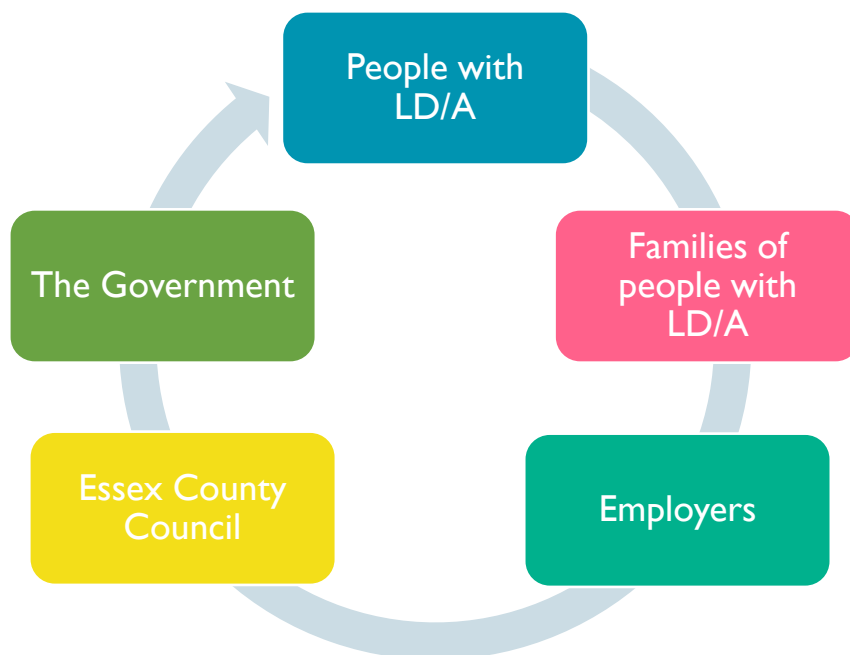 People with
LD/A
Families of
people with
LD/A
Employers
Essex County
Council
The Government